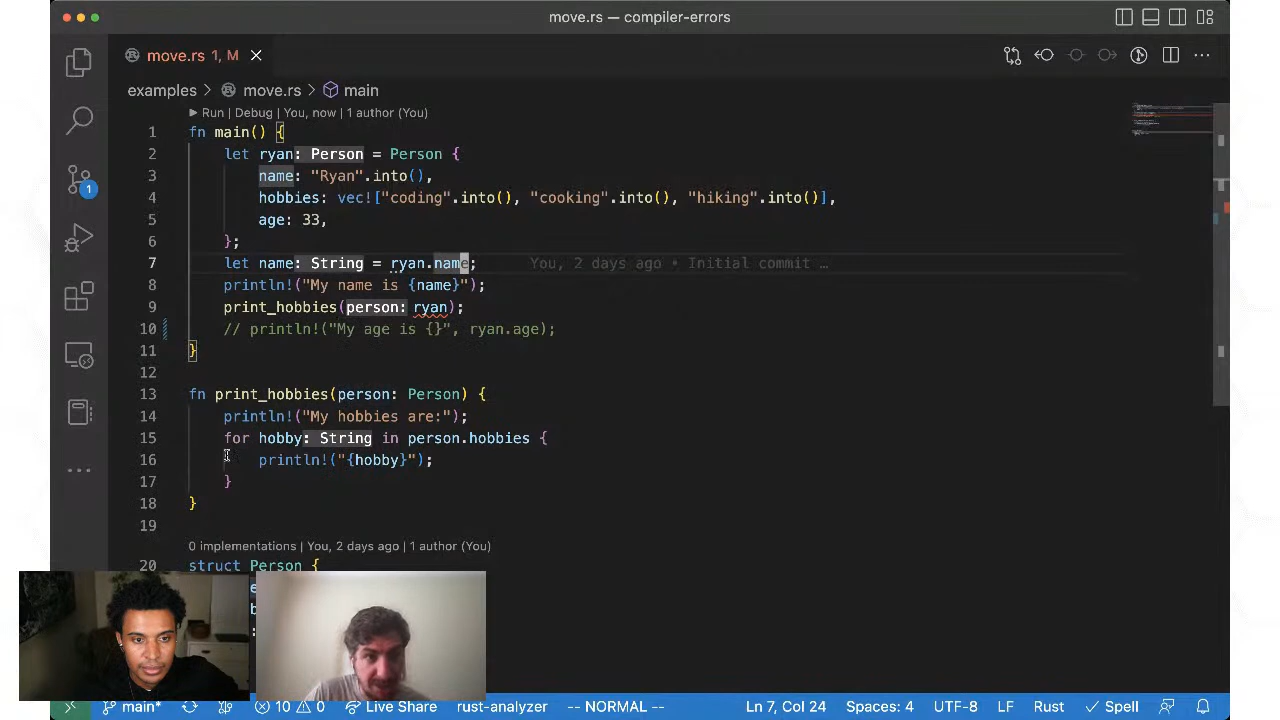 move.rs — compiler-errors
move.rs 1, M
examples > move.rs > main
Run | Debug | You, now | 1 author (You)
1 fn main() {
2 let ryan: Person = Person {
3 name: "Ryan".into(),
4 hobbies: vec!["coding".into(), "cooking".into(), "hiking".into()],
5 age: 33,
6 };
7 let name: String = ryan.name; You, 2 days ago • Initial commit …
8 println!("My name is {name}");
9 print_hobbies(person: ryan);
10 // println!("My age is {}", ryan.age);
11 }
12
13 fn print_hobbies(person: Person) {
14 println!("My hobbies are:");
15 for hobby: String in person.hobbies {
16 println!("{hobby}");
17 }
18 }
19
0 implementations | You, 2 days ago | 1 author (You)
20 struct Person {
1
main* 10 0 Live Share rust-analyzer -- NORMAL -- Ln 7, Col 24 Spaces: 4 UTF-8 LF Rust Spell